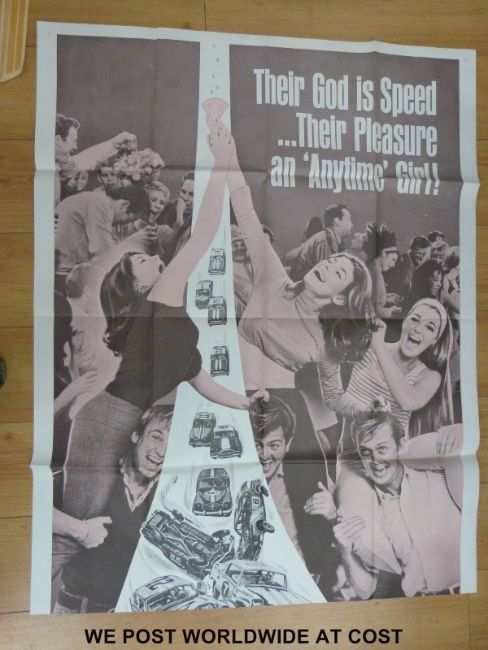 Their God is Speed
...Their Pleasure
an 'Anytime' Girl!
WE POST WORLDWIDE AT COST